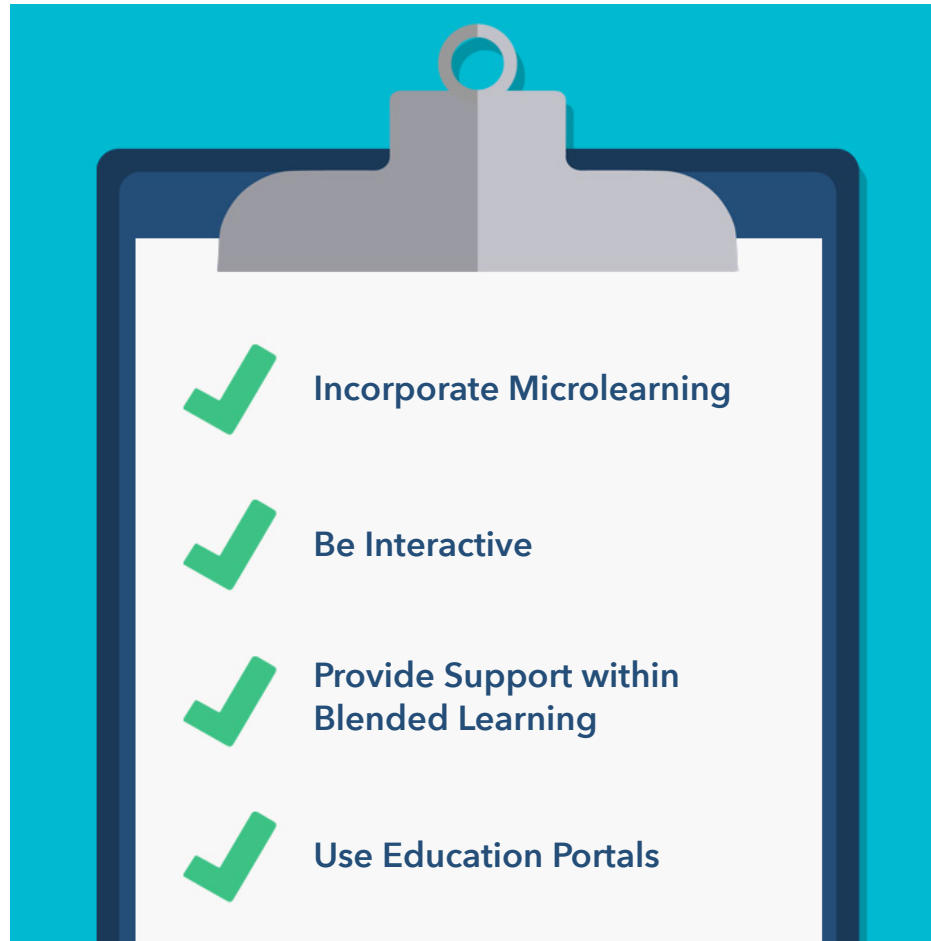 Incorporate Microlearning
Be Interactive
Provide Support within
Blended Learning
Use Education Portals